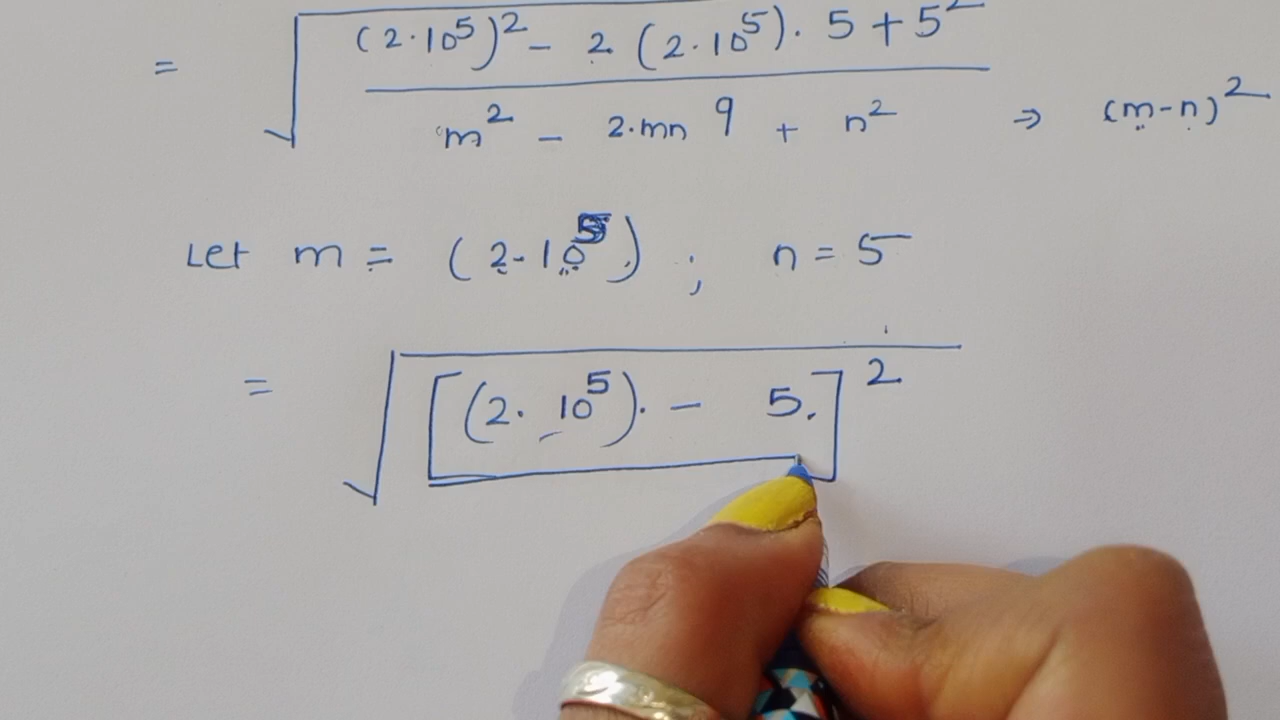 = √(2·10⁵)² - 2 (2·10⁵)· 5 + 5²
m² - 2·mn 9 + n² ⇒ (m-n)²
Let m = (2·10⁵) ; n = 5
= √[(2· 10⁵)· - 5.]²